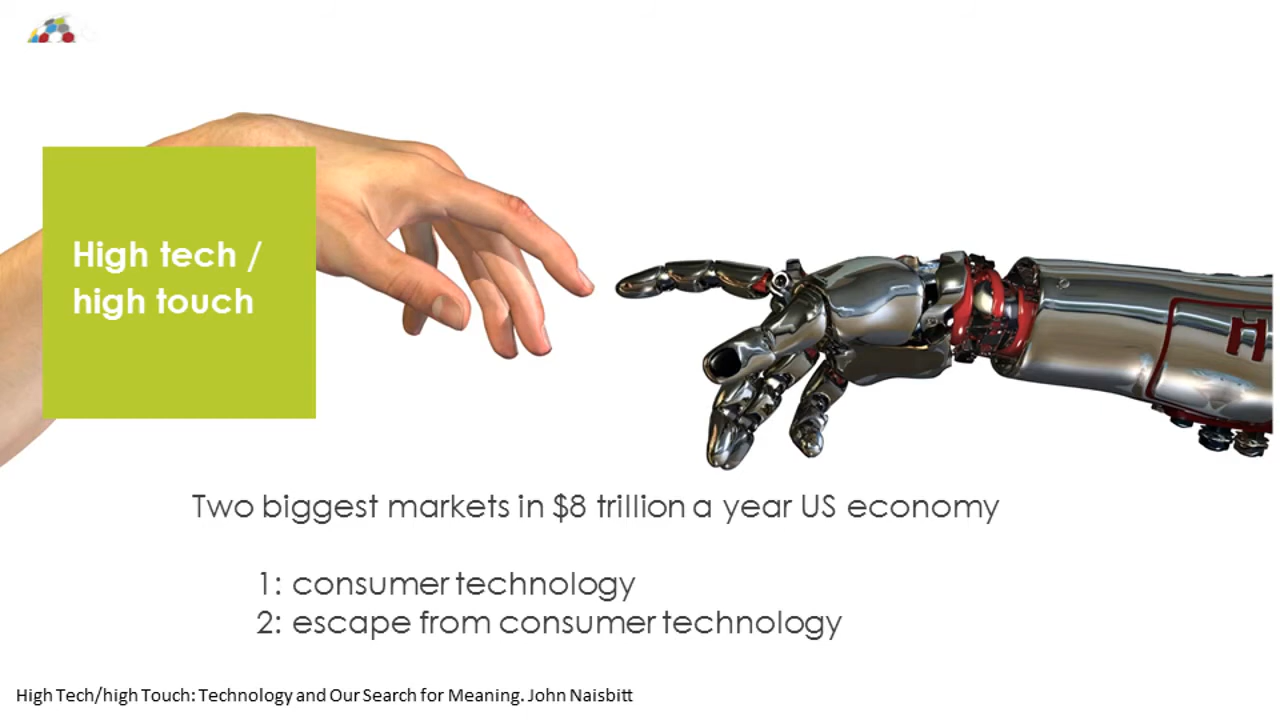 High tech /
high touch
H
Two biggest markets in $8 trillion a year US economy
1: consumer technology
2: escape from consumer technology
High Tech/high Touch: Technology and Our Search for Meaning. John Naisbitt